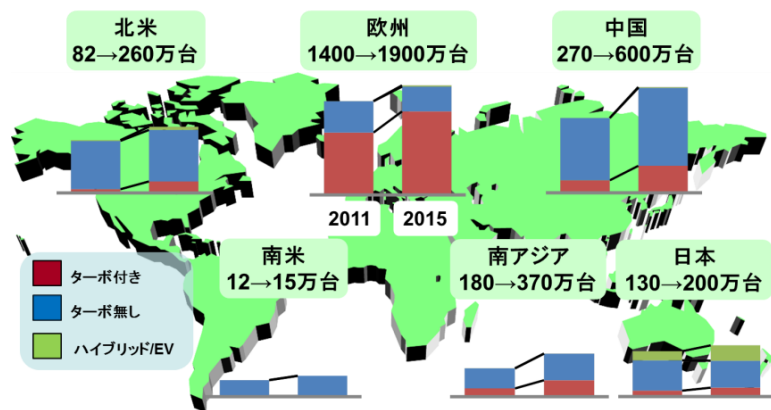 北米
82→260万台
欧州
1400→1900万台
中国
270→600万台
2011
2015
南米
12→15万台
南アジア
180→370万台
日本
130→200万台
ターボ付き
ターボ無し
ハイブリッド/EV